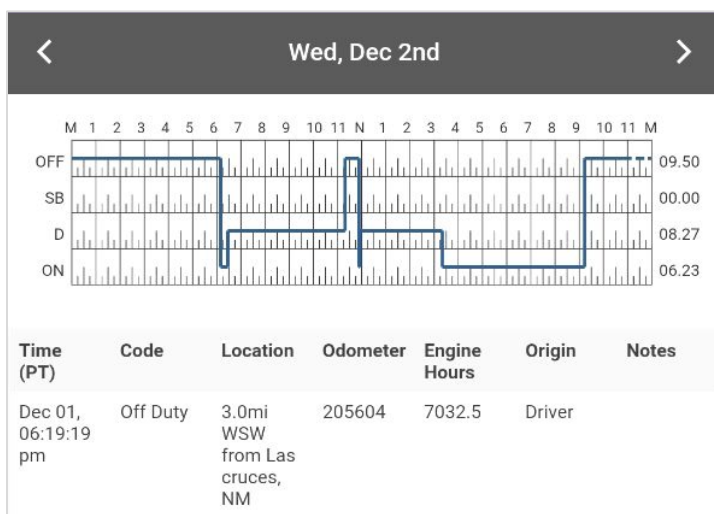 Wed, Dec 2nd
M 1 2 3 4 5 6 7 8 9 10 11 N 1 2 3 4 5 6 7 8 9 10 11 M
OFF 09.50
SB 00.00
D 08.27
ON 06.23
Time (PT) Code Location Odometer Engine Hours Origin Notes
Dec 01, 06:19:19 pm Off Duty 3.0mi WSW from Las cruces, NM 205604 7032.5 Driver